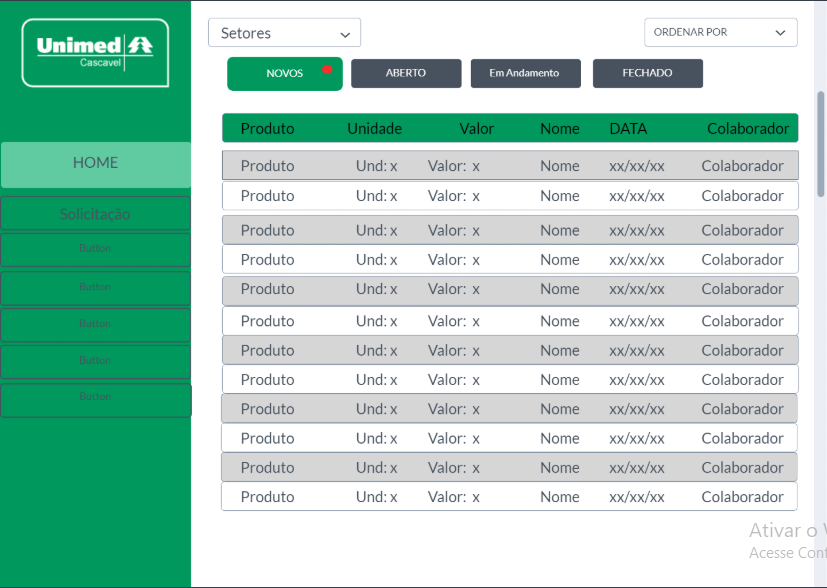 Unimed
Cascavel
Setores
ORDENAR POR
NOVOS
ABERTO
Em Andamento
FECHADO
HOME
Solicitação
Button
Button
Button
Button
Button
Produto Unidade Valor Nome DATA Colaborador
Produto Und: x Valor: x Nome xx/xx/xx Colaborador
Produto Und: x Valor: x Nome xx/xx/xx Colaborador
Produto Und: x Valor: x Nome xx/xx/xx Colaborador
Produto Und: x Valor: x Nome xx/xx/xx Colaborador
Produto Und: x Valor: x Nome xx/xx/xx Colaborador
Produto Und: x Valor: x Nome xx/xx/xx Colaborador
Produto Und: x Valor: x Nome xx/xx/xx Colaborador
Produto Und: x Valor: x Nome xx/xx/xx Colaborador
Produto Und: x Valor: x Nome xx/xx/xx Colaborador
Produto Und: x Valor: x Nome xx/xx/xx Colaborador
Produto Und: x Valor: x Nome xx/xx/xx Colaborador
Produto Und: x Valor: x Nome xx/xx/xx Colaborador
Ativar o
Acesse